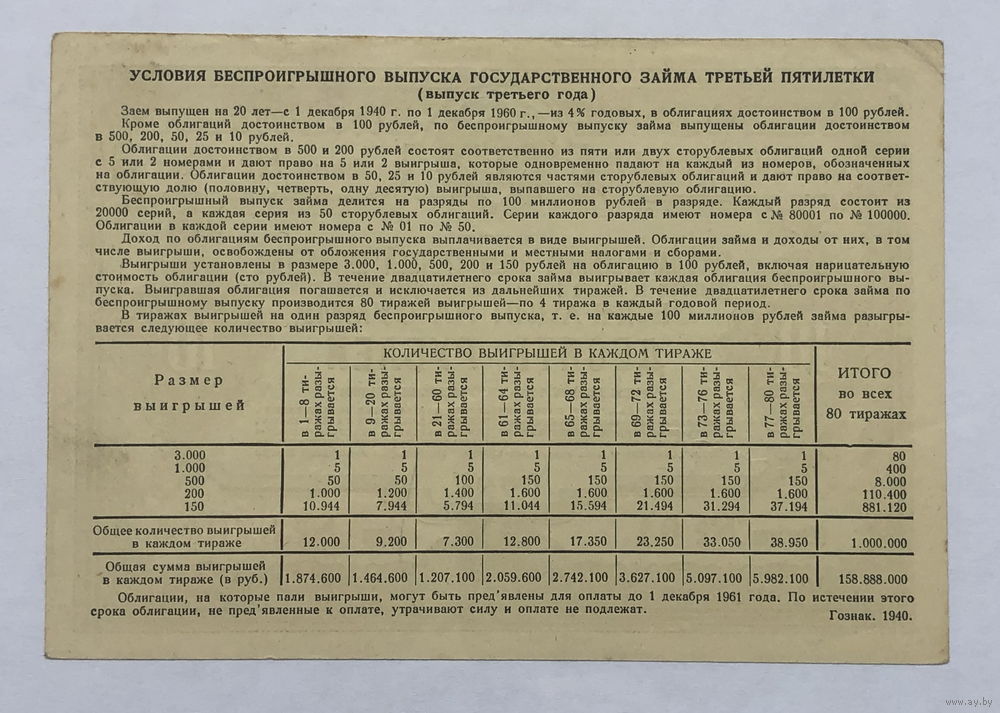 УСЛОВИЯ БЕСПРОИГРЫШНОГО ВЫПУСКА ГОСУДАРСТВЕННОГО ЗАЙМА ТРЕТЬЕЙ ПЯТИЛЕТКИ
(выпуск третьего года)
Заем выпущен на 20 лет—с 1 декабря 1940 г. по 1 декабря 1960 г.,—из 4% годовых, в облигациях достоинством в 100 рублей.
Кроме облигаций достоинством в 100 рублей, по беспроигрышному выпуску займа выпущены облигации достоинством
в 500, 200, 50, 25 и 10 рублей.
Облигации достоинством в 500 и 200 рублей состоят соответственно из пяти или двух сторублевых облигаций одной серии
с 5 или 2 номерами и дают право на 5 или 2 выигрыша, которые одновременно падают на каждый из номеров, обозначенных
на облигации. Облигации достоинством в 50, 25 и 10 рублей являются частями сторублевых облигаций и дают право на соответ-
ствующую долю (половину, четверть, одну десятую) выигрыша, выпавшего на сторублевую облигацию.
Беспроигрышный выпуск займа делится на разряды по 100 миллионов рублей в разряде. Каждый разряд состоит из
20000 серий, а каждая серия из 50 сторублевых облигаций. Серии каждого разряда имеют номера с № 80001 по № 100000.
Облигации в каждой серии имеют номера с № 01 по № 50.
Доход по облигациям беспроигрышного выпуска выплачивается в виде выигрышей. Облигации займа и доходы от них, в том
числе выигрыши, освобождены от обложения государственными и местными налогами и сборами.
Выигрыши установлены в размере 3.000, 1.000, 500, 200 и 150 рублей на облигацию в 100 рублей, включая нарицательную
стоимость облигации (сто рублей). В течение двадцатилетнего срока займа выигрывает каждая облигация беспроигрышного вы-
пуска. Выигравшая облигация погашается и исключается из дальнейших тиражей. В течение двадцатилетнего срока займа по
беспроигрышному выпуску производится 80 тиражей выигрышей—по 4 тиража в каждый годовой период.
В тиражах выигрышей на один разряд беспроигрышного выпуска, т. е. на каждые 100 миллионов рублей займа разыгры-
вается следующее количество выигрышей:
Размер
выигрышей
КОЛИЧЕСТВО ВЫИГРЫШЕЙ В КАЖДОМ ТИРАЖЕ
в 1—8 ти-
ражах разы-
грывается
в 9—20 ти-
ражах разы-
грывается
в 21—60 ти-
ражах разы-
грывается
в 61—64 ти-
ражах разы-
грывается
в 65—68 ти-
ражах разы-
грывается
в 69—72 ти-
ражах разы-
грывается
в 73—76 ти-
ражах разы-
грывается
в 77—80 ти-
ражах разы-
грывается
ИТОГО
во всех
80 тиражах
3.000 1 1 1 1 1 1 1 1 80
1.000 5 5 5 5 5 5 5 5 400
500 50 50 100 150 150 150 150 150 8.000
200 1.000 1.200 1.400 1.600 1.600 1.600 1.600 1.600 110.400
150 10.944 7.944 5.794 11.044 15.594 21.494 31.294 37.194 881.120
Общее количество выигрышей
в каждом тираже 12.000 9.200 7.300 12.800 17.350 23.250 33.050 38.950 1.000.000
Общая сумма выигрышей
в каждом тираже (в руб.) 1.874.600 1.464.600 1.207.100 2.059.600 2.742.100 3.627.100 5.097.100 5.982.100 158.888.000
Облигации, на которые пали выигрыши, могут быть пред'явлены для оплаты до 1 декабря 1961 года. По истечении этого
срока облигации, не пред'явленные к оплате, утрачивают силу и оплате не подлежат.
Гознак. 1940.
www.ay.by